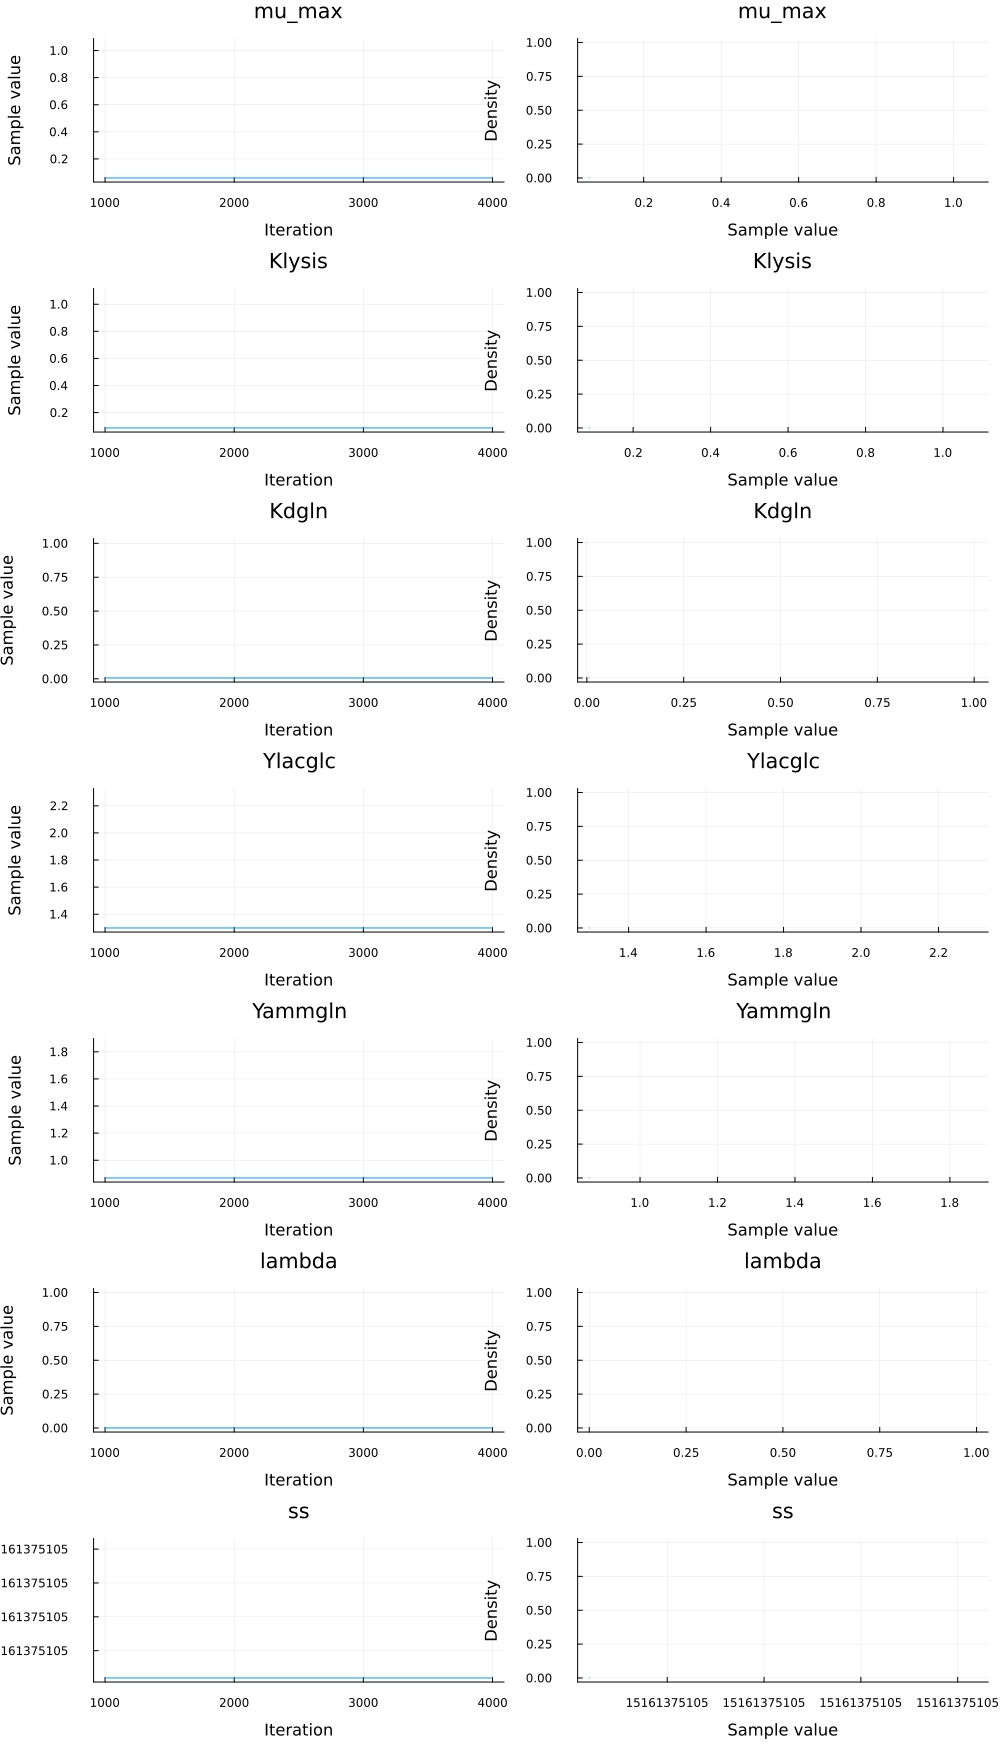 mu_max
mu_max
Sample value
1.0
0.8
0.6
0.4
0.2
1000 2000 3000 4000
Iteration
Density
1.00
0.75
0.50
0.25
0.00
0.2 0.4 0.6 0.8 1.0
Sample value
Klysis
Klysis
Sample value
1.0
0.8
0.6
0.4
0.2
1000 2000 3000 4000
Iteration
Density
1.00
0.75
0.50
0.25
0.00
0.2 0.4 0.6 0.8 1.0
Sample value
Kdgln
Kdgln
Sample value
1.00
0.75
0.50
0.25
0.00
1000 2000 3000 4000
Iteration
Density
1.00
0.75
0.50
0.25
0.00
0.00 0.25 0.50 0.75 1.00
Sample value
Ylacglc
Ylacglc
Sample value
2.2
2.0
1.8
1.6
1.4
1000 2000 3000 4000
Iteration
Density
1.00
0.75
0.50
0.25
0.00
1.4 1.6 1.8 2.0 2.2
Sample value
Yammgln
Yammgln
Sample value
1.8
1.6
1.4
1.2
1.0
1000 2000 3000 4000
Iteration
Density
1.00
0.75
0.50
0.25
0.00
1.0 1.2 1.4 1.6 1.8
Sample value
lambda
lambda
Sample value
1.00
0.75
0.50
0.25
0.00
1000 2000 3000 4000
Iteration
Density
1.00
0.75
0.50
0.25
0.00
0.00 0.25 0.50 0.75 1.00
Sample value
ss
ss
161375105
161375105
161375105
161375105
1000 2000 3000 4000
Iteration
Density
1.00
0.75
0.50
0.25
0.00
15161375105 15161375105 15161375105 15161375105
Sample value